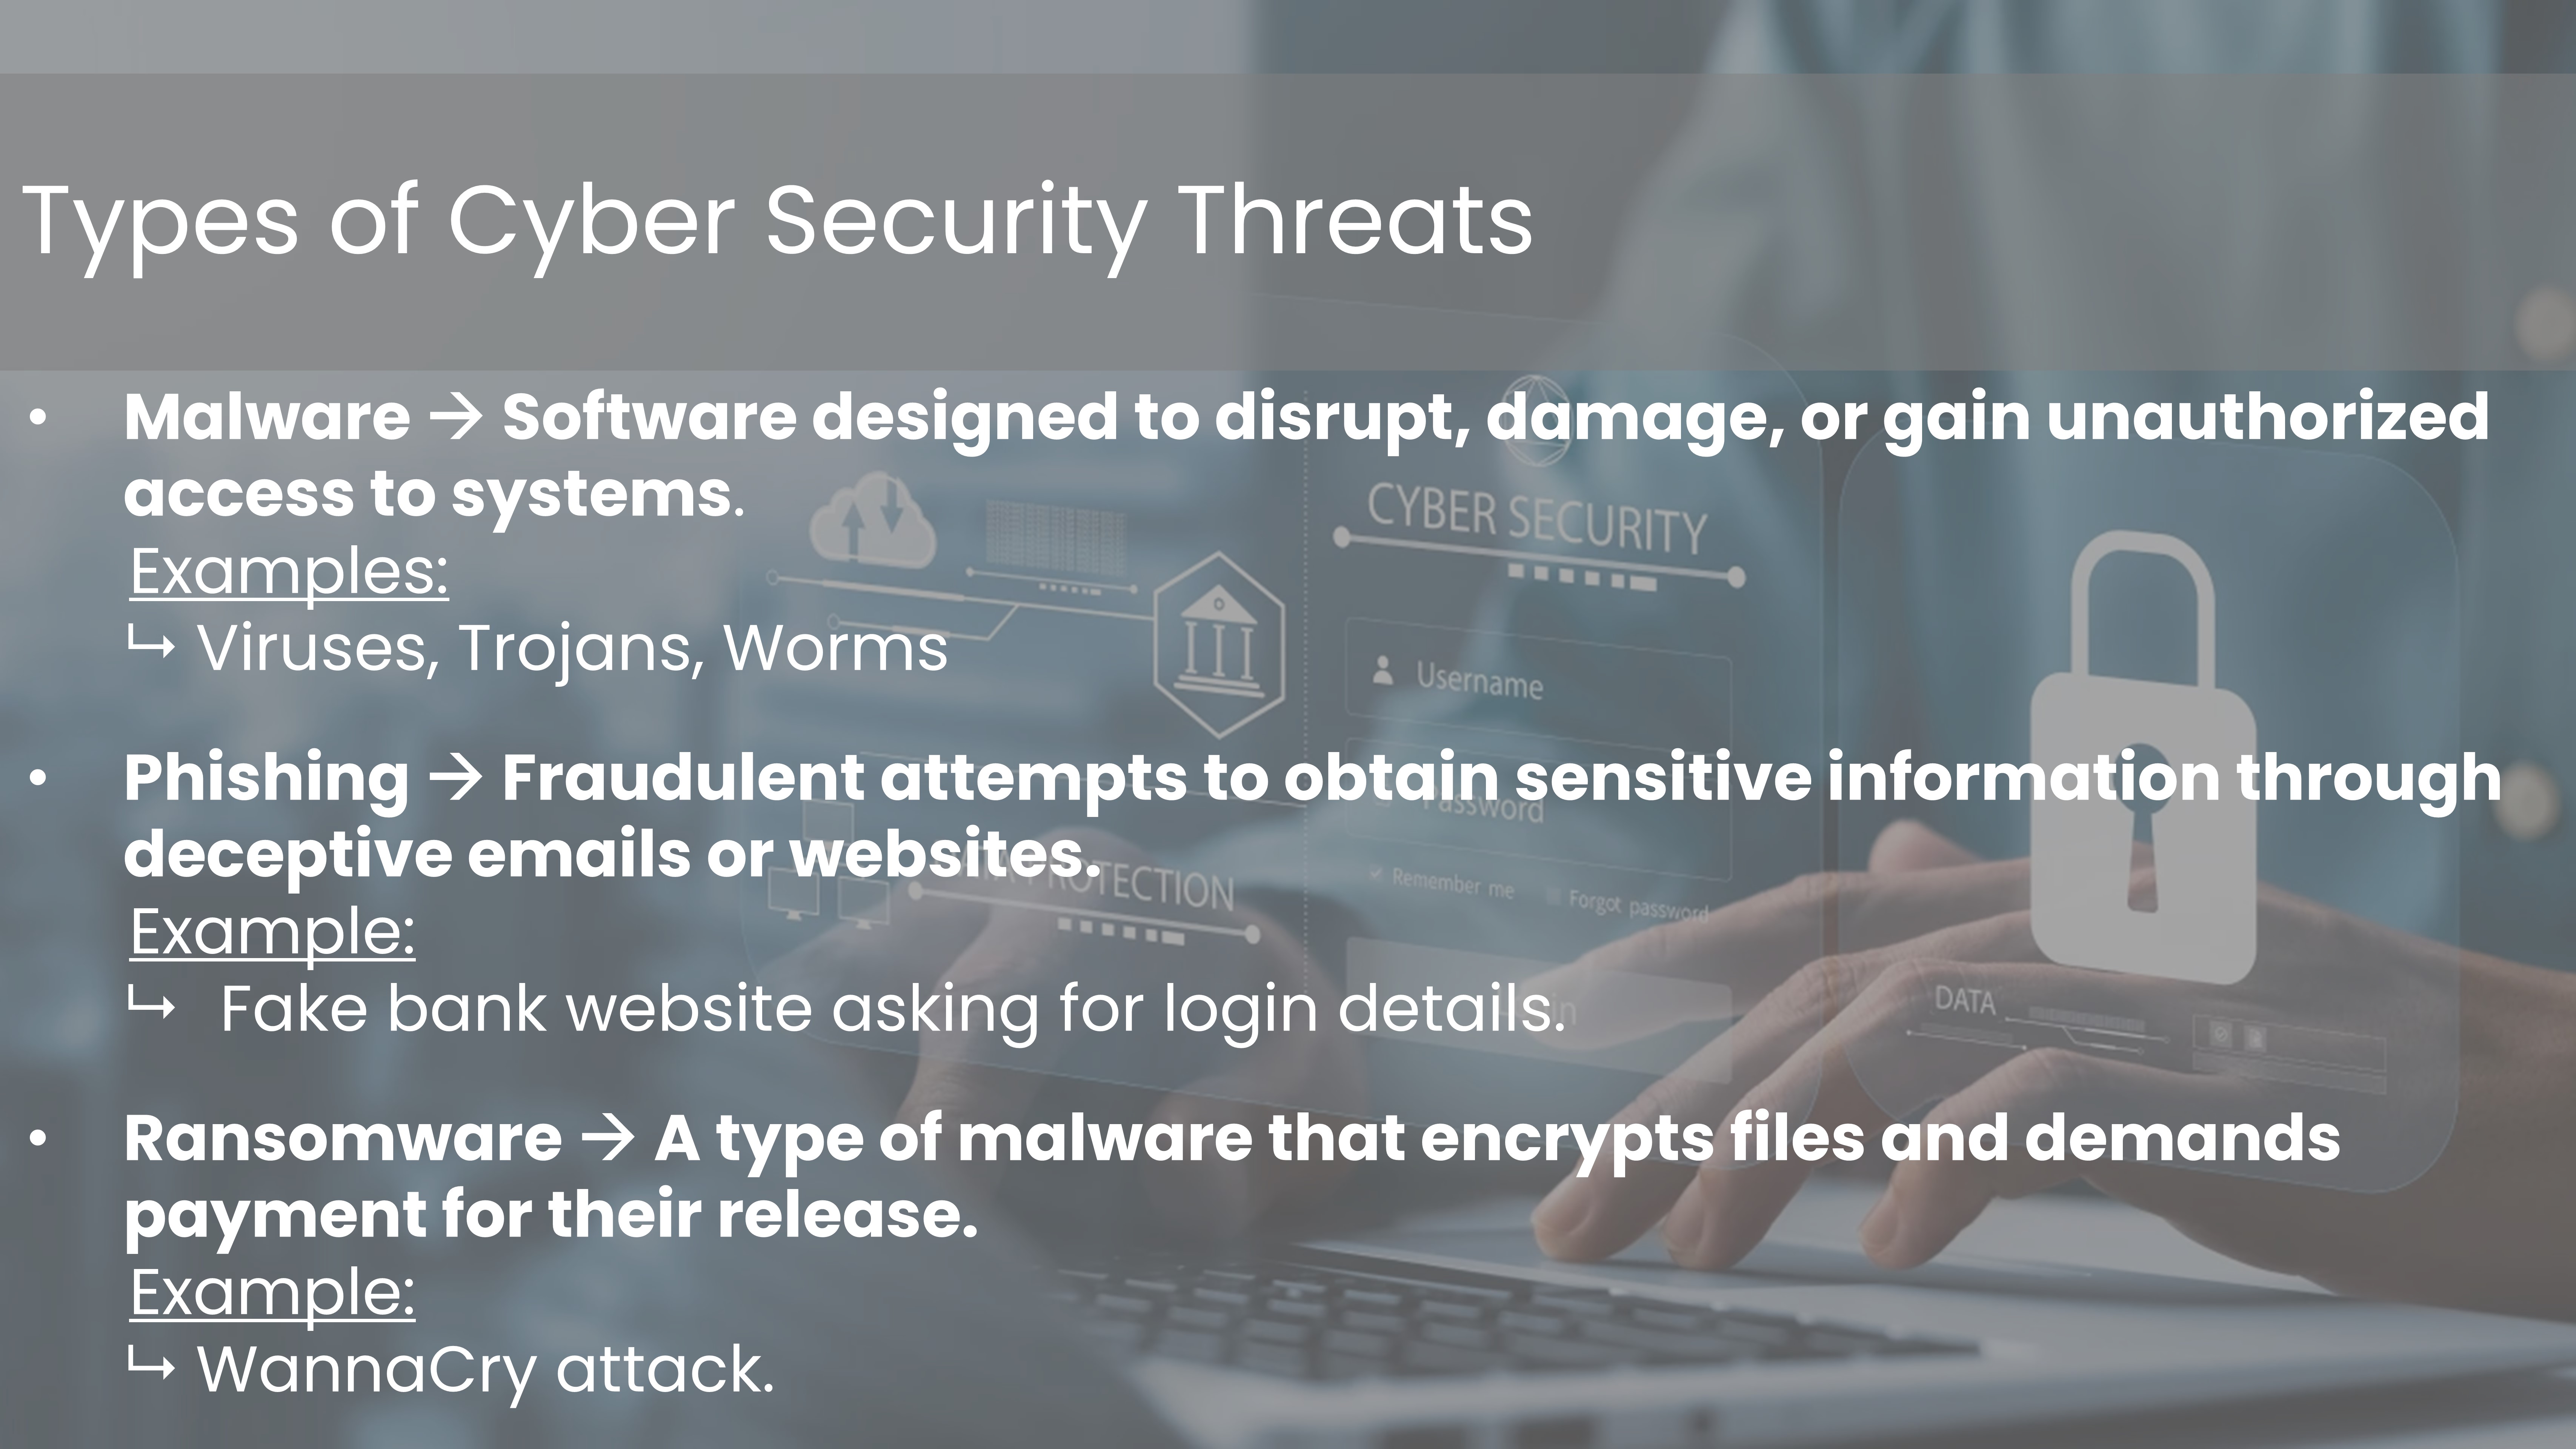 Types of Cyber Security Threats
• Malware → Software designed to disrupt, damage, or gain unauthorized
access to systems.
Examples:
↳ Viruses, Trojans, Worms
• Phishing → Fraudulent attempts to obtain sensitive information through
deceptive emails or websites.
Example:
↳ Fake bank website asking for login details.
• Ransomware → A type of malware that encrypts files and demands
payment for their release.
Example:
↳ WannaCry attack.
CYBER SECURITY
Username
Password
Remember me Forgot password
PROTECTION
DATA